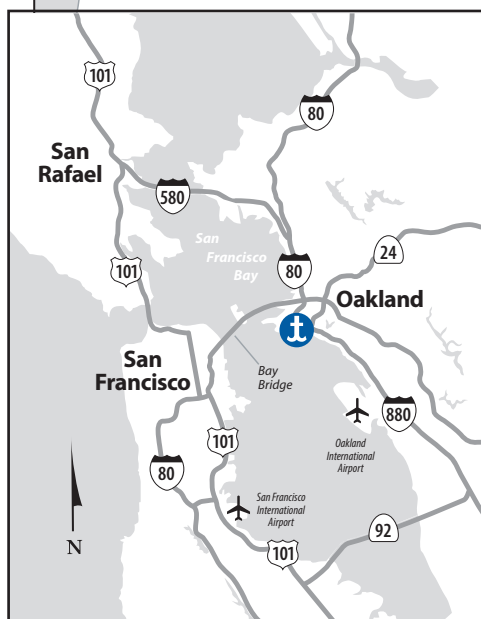 101
80
San
Rafael
580
San
Francisco
Bay
24
101
80
Oakland
San
Francisco
Bay
Bridge
880
101
Oakland
International
Airport
80
San Francisco
International
Airport
92
N
101